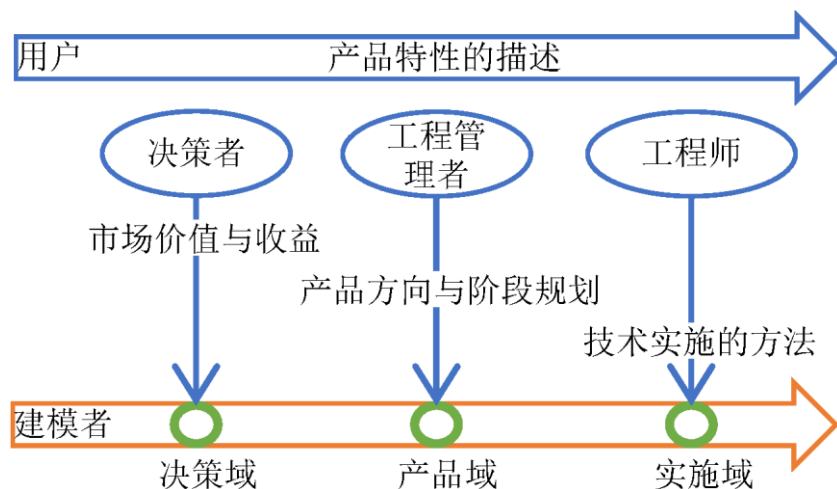 用户
产品特性的描述
决策者
工程管
理者
工程师
市场价值与收益
产品方向与阶段规划
技术实施的方法
建模者
决策域
产品域
实施域